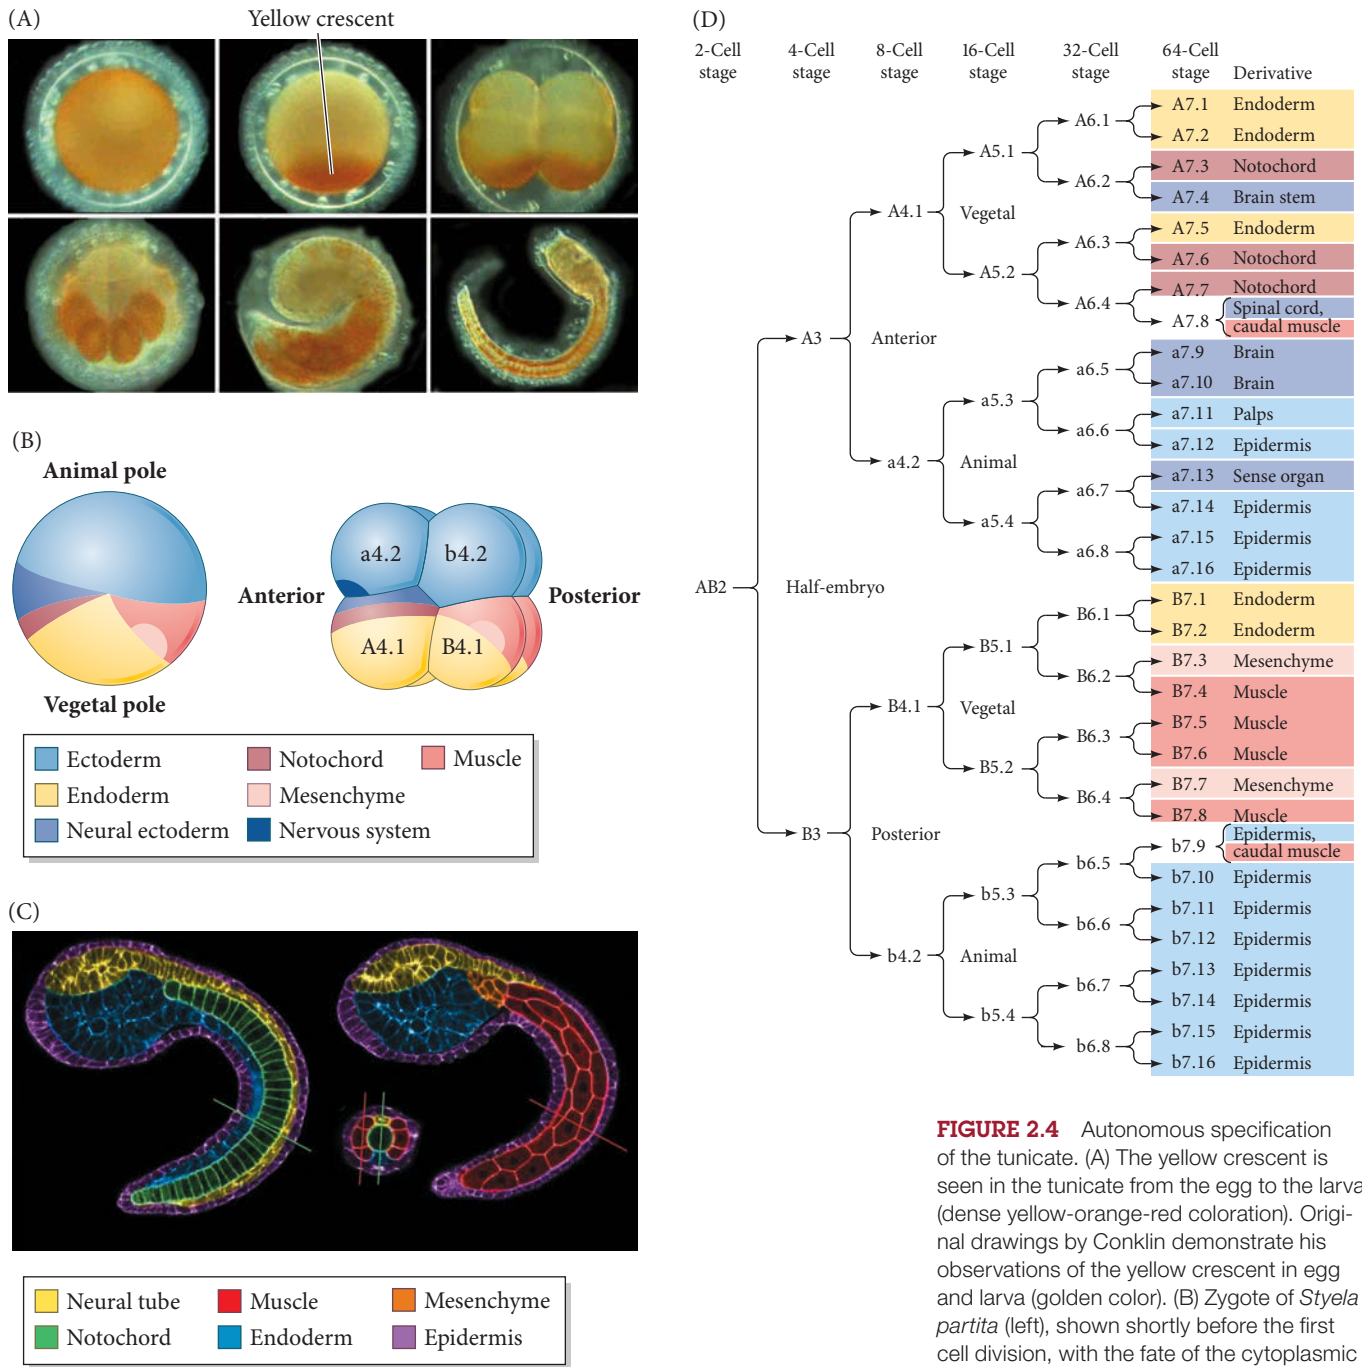 (A)
Yellow crescent
(B)
Animal pole
a4.2
b4.2
Anterior
Posterior
A4.1
B4.1
Vegetal pole
Ectoderm
Notochord
Muscle
Endoderm
Mesenchyme
Neural ectoderm
Nervous system
(C)
Neural tube
Muscle
Mesenchyme
Notochord
Endoderm
Epidermis
(D)
2-Cell stage
4-Cell stage
8-Cell stage
16-Cell stage
32-Cell stage
64-Cell stage
Derivative
AB2
Half-embryo
A3
Anterior
B3
Posterior
A4.1
Vegetal
a4.2
Animal
B4.1
Vegetal
b4.2
Animal
A5.1
A5.2
a5.3
a5.4
B5.1
B5.2
b5.3
b5.4
A6.1
A6.2
A6.3
A6.4
a6.5
a6.6
a6.7
a6.8
B6.1
B6.2
B6.3
B6.4
b6.5
b6.6
b6.7
b6.8
A7.1 Endoderm
A7.2 Endoderm
A7.3 Notochord
A7.4 Brain stem
A7.5 Endoderm
A7.6 Notochord
A7.7 Notochord
A7.8 Spinal cord,
caudal muscle
a7.9 Brain
a7.10 Brain
a7.11 Palps
a7.12 Epidermis
a7.13 Sense organ
a7.14 Epidermis
a7.15 Epidermis
a7.16 Epidermis
B7.1 Endoderm
B7.2 Endoderm
B7.3 Mesenchyme
B7.4 Muscle
B7.5 Muscle
B7.6 Muscle
B7.7 Mesenchyme
B7.8 Muscle
b7.9 Epidermis,
caudal muscle
b7.10 Epidermis
b7.11 Epidermis
b7.12 Epidermis
b7.13 Epidermis
b7.14 Epidermis
b7.15 Epidermis
b7.16 Epidermis
FIGURE 2.4 Autonomous specification
of the tunicate. (A) The yellow crescent is
seen in the tunicate from the egg to the larva
(dense yellow-orange-red coloration). Origi-
nal drawings by Conklin demonstrate his
observations of the yellow crescent in egg
and larva (golden color). (B) Zygote of Styela
partita (left), shown shortly before the first
cell division, with the fate of the cytoplasmic